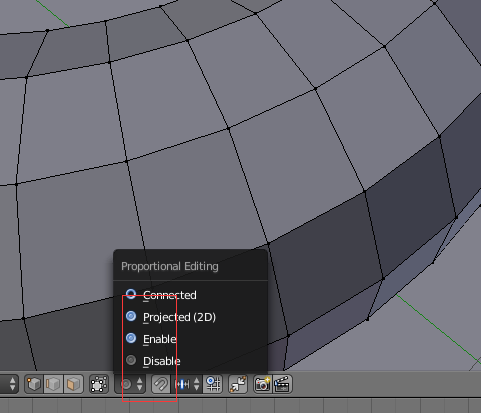 Proportional Editing
Connected
Projected (2D)
Enable
Disable